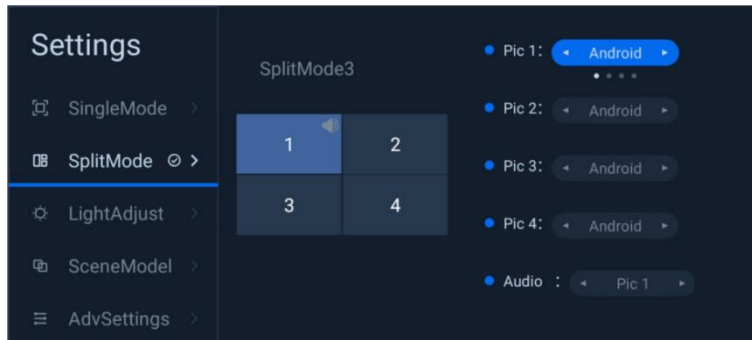 Settings
SingleMode
SplitMode
LightAdjust
SceneModel
AdvSettings
SplitMode3
1 2
3 4
Pic 1: Android
Pic 2: Android
Pic 3: Android
Pic 4: Android
Audio : Pic 1